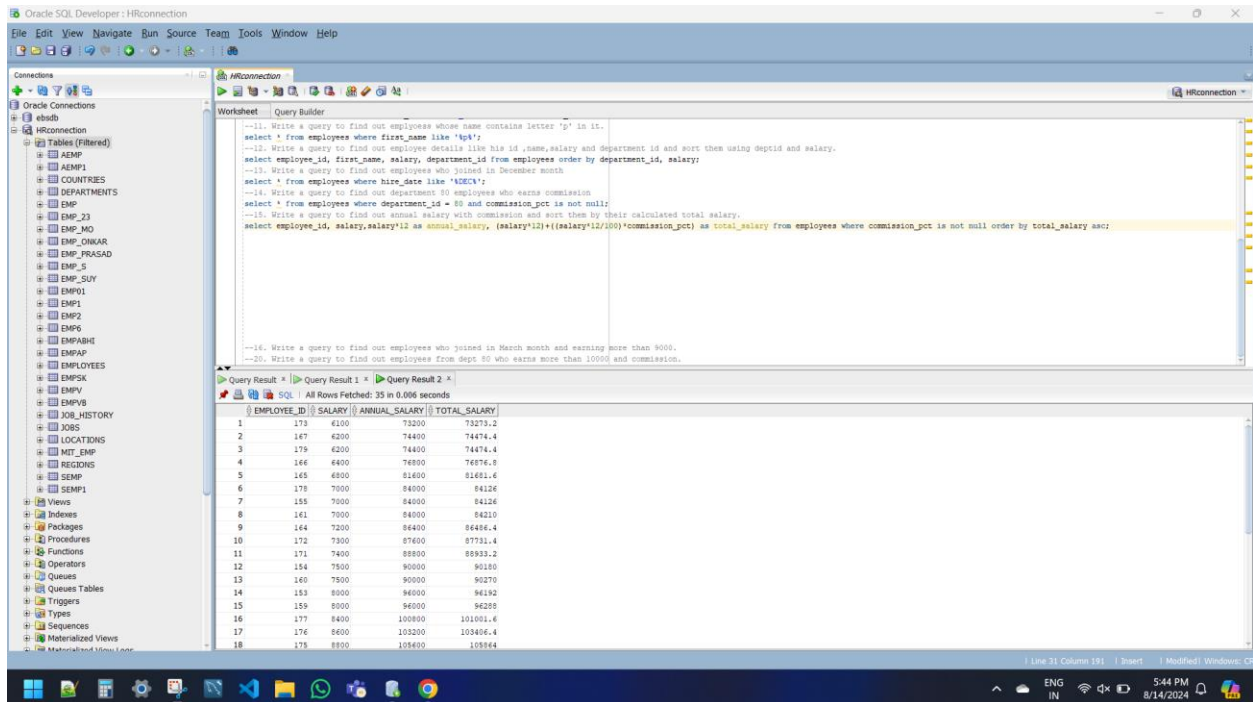 Oracle SQL Developer : HRconnection
File Edit View Navigate Run Source Team Tools Window Help
Connections
Oracle Connections
ebsdb
HRconnection
Tables (Filtered)
AEMP
AEMP1
COUNTRIES
DEPARTMENTS
EMP
EMP_23
EMP_MO
EMP_ONKAR
EMP_PRASAD
EMP_S
EMP_SUY
EMP01
EMP1
EMP2
EMP6
EMPABHI
EMPAP
EMPLOYEES
EMPSK
EMPV
EMPVB
JOB_HISTORY
JOBS
LOCATIONS
MIT_EMP
REGIONS
SEMP
SEMP1
Views
Indexes
Packages
Procedures
Functions
Operators
Queues
Queues Tables
Triggers
Types
Sequences
Materialized Views
Materialized View Logs
HRconnection
HRconnection
Worksheet Query Builder
--11. Write a query to find out emplyoess whose name contains letter 'p' in it.
select * from employees where first_name like '%p%';
--12. Write a query to find out employee details like his id ,name,salary and department id and sort them using deptid and salary.
select employee_id, first_name, salary, department_id from employees order by department_id, salary;
--13. Write a query to find out employees who joined in December month
select * from employees where hire_date like '%DEC%';
--14. Write a query to find out department 80 employees who earns commission
select * from employees where department_id = 80 and commission_pct is not null;
--15. Write a query to find out annual salary with commission and sort them by their calculated total salary.
select employee_id, salary,salary*12 as annual_salary, (salary*12)+((salary*12/100)*commission_pct) as total_salary from employees where commission_pct is not null order by total_salary asc;
--16. Write a query to find out employees who joined in March month and earning more than 9000.
--20. Write a query to find out employees from dept 80 who earns more than 10000 and commission.
Query Result × Query Result 1 × Query Result 2 ×
SQL | All Rows Fetched: 35 in 0.006 seconds
EMPLOYEE_ID SALARY ANNUAL_SALARY TOTAL_SALARY
1 173 6100 73200 73273.2
2 167 6200 74400 74474.4
3 179 6200 74400 74474.4
4 166 6400 76800 76876.8
5 165 6800 81600 81681.6
6 178 7000 84000 84126
7 155 7000 84000 84126
8 161 7000 84000 84210
9 164 7200 86400 86486.4
10 172 7300 87600 87731.4
11 171 7400 88800 88933.2
12 154 7500 90000 90180
13 160 7500 90000 90270
14 153 8000 96000 96192
15 159 8000 96000 96288
16 177 8400 100800 101001.6
17 176 8600 103200 103406.4
18 175 8800 105600 105864
Line 31 Column 191 | Insert | Modified| Windows: CF
ENG
IN
5:44 PM
8/14/2024